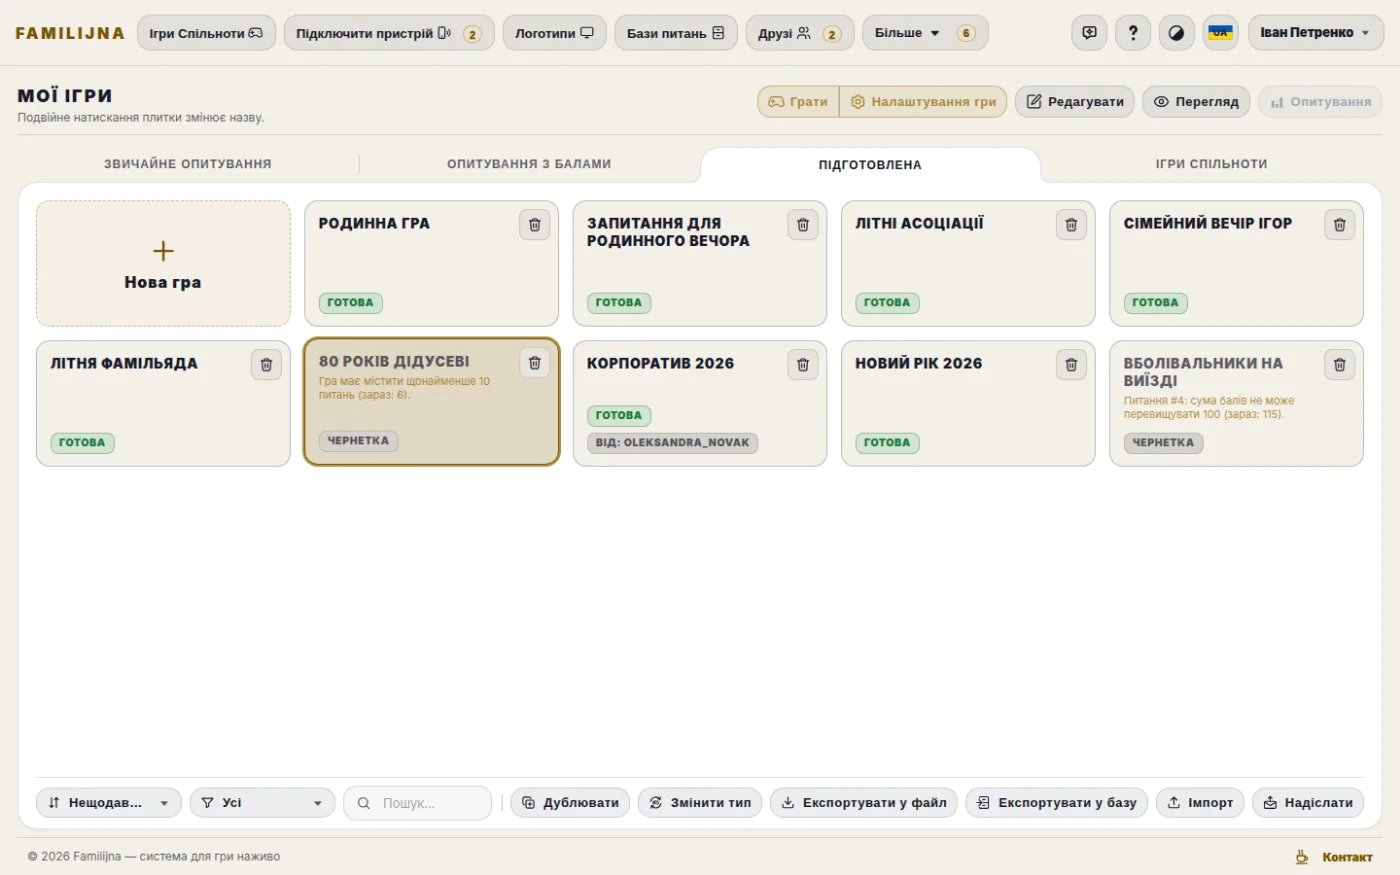 FAMILIJNA
Ігри Спільноти
Підключити пристрій 2
Логотипи
Бази питань
Друзі 2
Більше 6
?
UA
Іван Петренко
МОЇ ІГРИ
Подвійне натискання плитки змінює назву.
Грати
Налаштування гри
Редагувати
Перегляд
Опитування
ЗВИЧАЙНЕ ОПИТУВАННЯ
ОПИТУВАННЯ З БАЛАМИ
ПІДГОТОВЛЕНА
ІГРИ СПІЛЬНОТИ
Нова гра
РОДИННА ГРА
ГОТОВА
ЗАПИТАННЯ ДЛЯ
РОДИННОГО ВЕЧОРА
ГОТОВА
ЛІТНІ АСОЦІАЦІЇ
ГОТОВА
СІМЕЙНИЙ ВЕЧІР ІГОР
ГОТОВА
ЛІТНЯ ФАМІЛЬЯДА
ГОТОВА
80 РОКІВ ДІДУСЕВІ
Гра має містити щонайменше 10
питань (зараз: 6).
ЧЕРНЕТКА
КОРПОРАТИВ 2026
ГОТОВА
ВІД: OLEKSANDRA_NOVAK
НОВИЙ РІК 2026
ГОТОВА
ВБОЛІВАЛЬНИКИ НА
ВИЇЗДІ
Питання #4: сума балів не може
перевищувати 100 (зараз: 115).
ЧЕРНЕТКА
Нещодав...
Усі
Пошук...
Дублювати
Змінити тип
Експортувати у файл
Експортувати у базу
Імпорт
Надіслати
© 2026 Familijna — система для гри наживо
Контакт